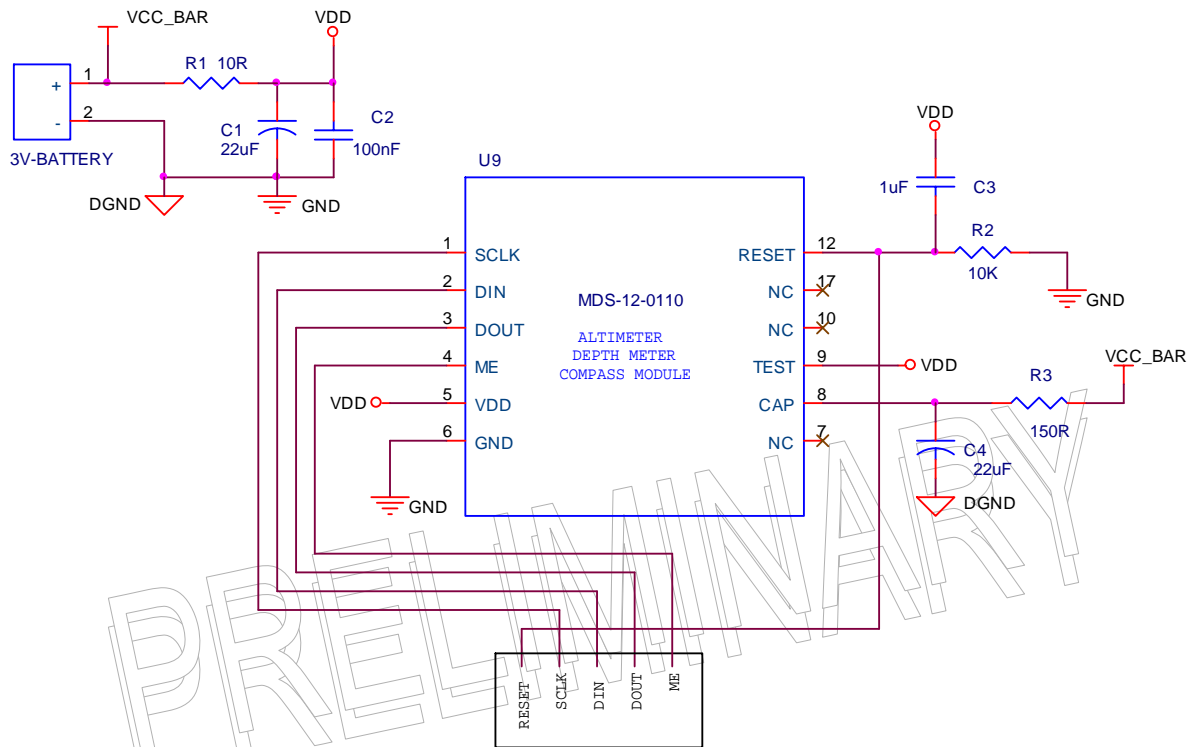 VCC_BAR
VDD
R1 10R
1
+
2
-
C1
22uF
C2
100nF
3V-BATTERY
DGND
GND
U9
VDD
1uF
C3
R2
10K
GND
1
SCLK
2
DIN
3
DOUT
4
ME
5
VDD
VDD
6
GND
GND
MDS-12-0110
ALTIMETER
DEPTH METER
COMPASS MODULE
12
RESET
17
NC
10
NC
9
TEST
VDD
8
CAP
7
NC
VCC_BAR
R3
150R
C4
22uF
DGND
PRELIMINARY
RESET
SCLK
DIN
DOUT
ME